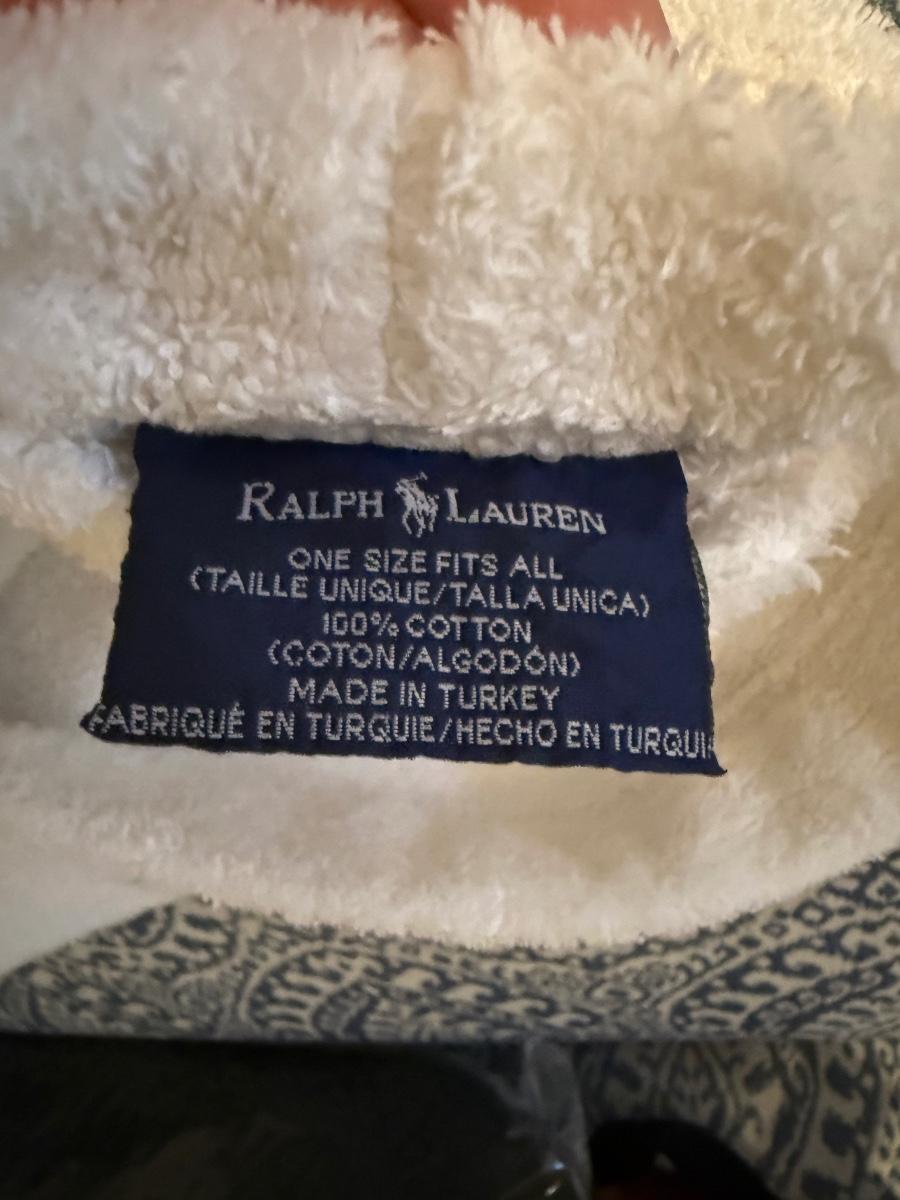 RALPH LAUREN
ONE SIZE FITS ALL
(TAILLE UNIQUE/TALLA UNICA)
100% COTTON
(COTON/ALGODÓN)
MADE IN TURKEY
FABRIQUÉ EN TURQUIE/HECHO EN